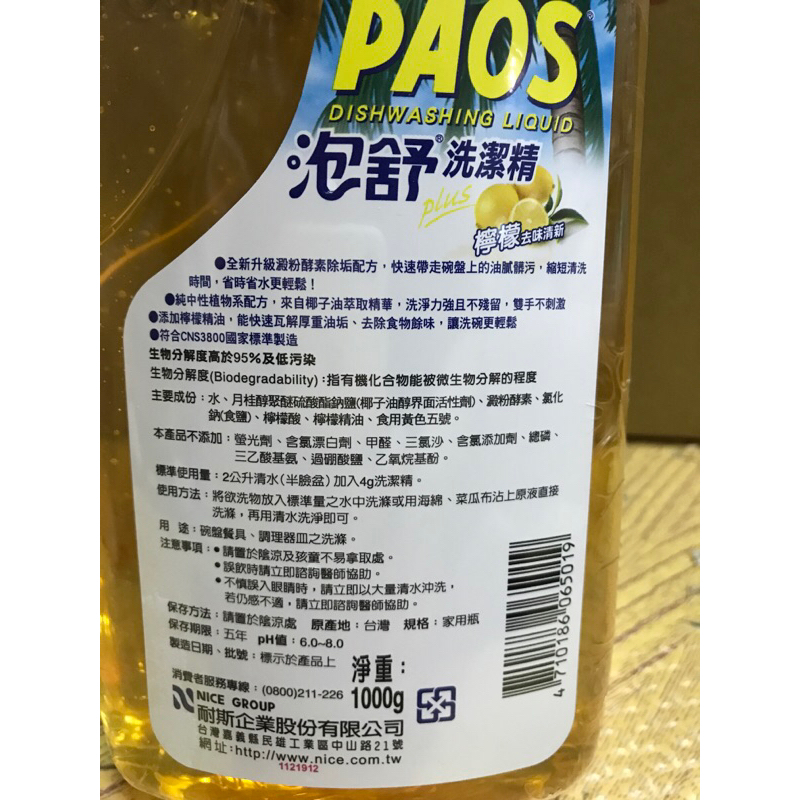 PAOS®
DISHWASHING LIQUID
泡舒®洗潔精
plus
檸檬去味清新
●全新升級澱粉酵素除垢配方，快速帶走碗盤上的油膩髒污，縮短清洗
時間，省時省水更輕鬆！
●純中性植物系配方，來自椰子油萃取精華，洗淨力強且不殘留，雙手不刺激
●添加檸檬精油，能快速瓦解厚重油垢、去除食物餘味，讓洗碗更輕鬆
●符合CNS3800國家標準製造
生物分解度高於95%及低污染
生物分解度(Biodegradability)：指有機化合物能被微生物分解的程度
主要成份：水、月桂醇聚醚硫酸酯鈉鹽(椰子油醇界面活性劑)、澱粉酵素、氯化
鈉(食鹽)、檸檬酸、檸檬精油、食用黃色五號。
本產品不添加：螢光劑、含氯漂白劑、甲醛、三氯沙、含氯添加劑、總磷、
三乙酸基氨、過硼酸鹽、乙氧烷基酚。
標準使用量：2公升清水(半臉盆)加入4g洗潔精。
使用方法：將欲洗物放入標準量之水中洗滌或用海綿、菜瓜布沾上原液直接
洗滌，再用清水洗淨即可。
用 途：碗盤餐具、調理器皿之洗滌。
注意事項：●請置於陰涼及孩童不易拿取處。
●誤飲時請立即諮詢醫師協助。
●不慎誤入眼睛時，請立即以大量清水沖洗，
若仍感不適，請立即諮詢醫師協助。
保存方法：請置於陰涼處 原產地：台灣 規格：家用瓶
保存期限：五年 pH值：6.0~8.0
製造日期、批號：標示於產品上
淨重：
1000g
消費者服務專線：(0800)211-226
NICE GROUP
耐斯企業股份有限公司
台灣嘉義縣民雄工業區中山路21號
網址:http://www.nice.com.tw
1121912
4 710186 065019